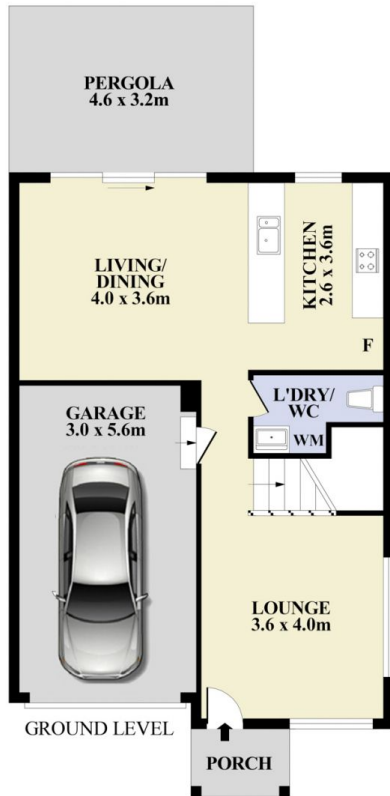 PERGOLA
4.6 x 3.2m
LIVING/
DINING
4.0 x 3.6m
KITCHEN
2.6 x 3.6m
F
L'DRY/
WC
WM
GARAGE
3.0 x 5.6m
LOUNGE
3.6 x 4.0m
GROUND LEVEL
PORCH